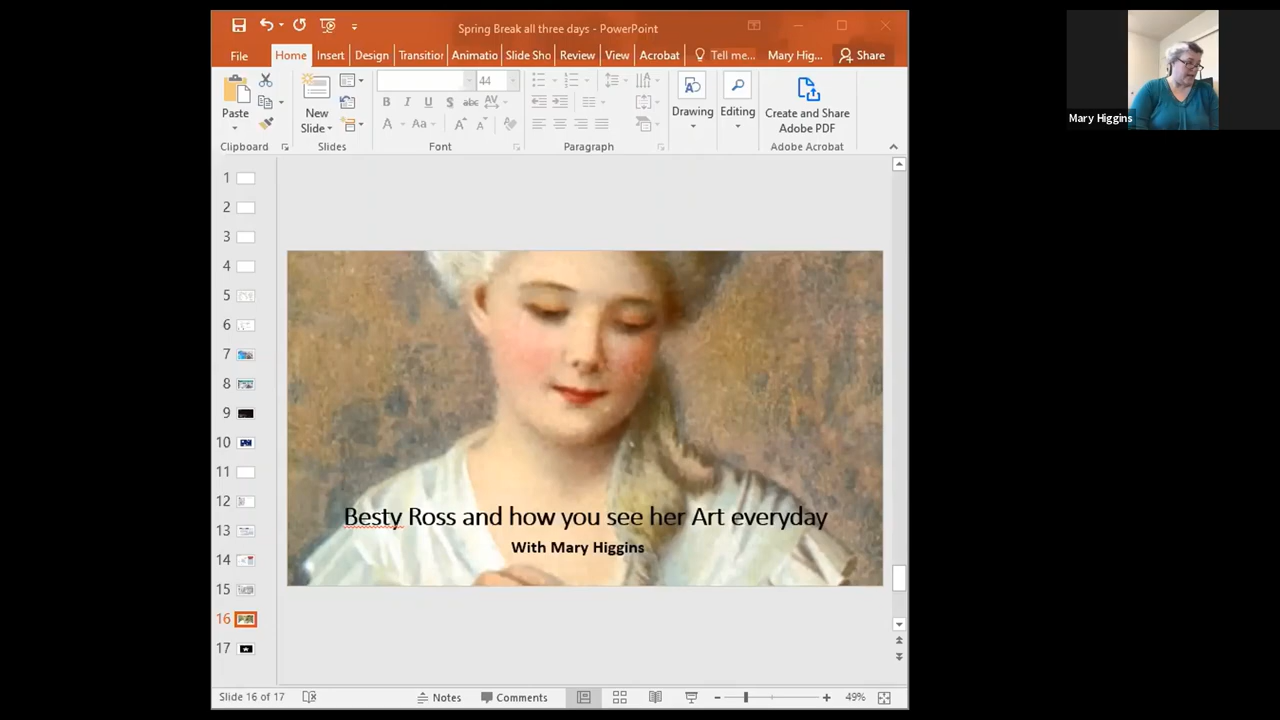 Spring Break all three days - PowerPoint
File Home Insert Design Transition Animatio Slide Sho Review View Acrobat Tell me... Mary Hig... Share
44
Paste
New
Slide
B I U S abc AV
A Aa A A
Drawing
Editing
Create and Share
Adobe PDF
Clipboard Slides Font Paragraph Adobe Acrobat
1
2
3
4
5
6
7
8
9
10
11
12
13
14
15
16
17
Besty Ross and how you see her Art everyday
With Mary Higgins
Slide 16 of 17 Notes Comments 49%
Mary Higgins